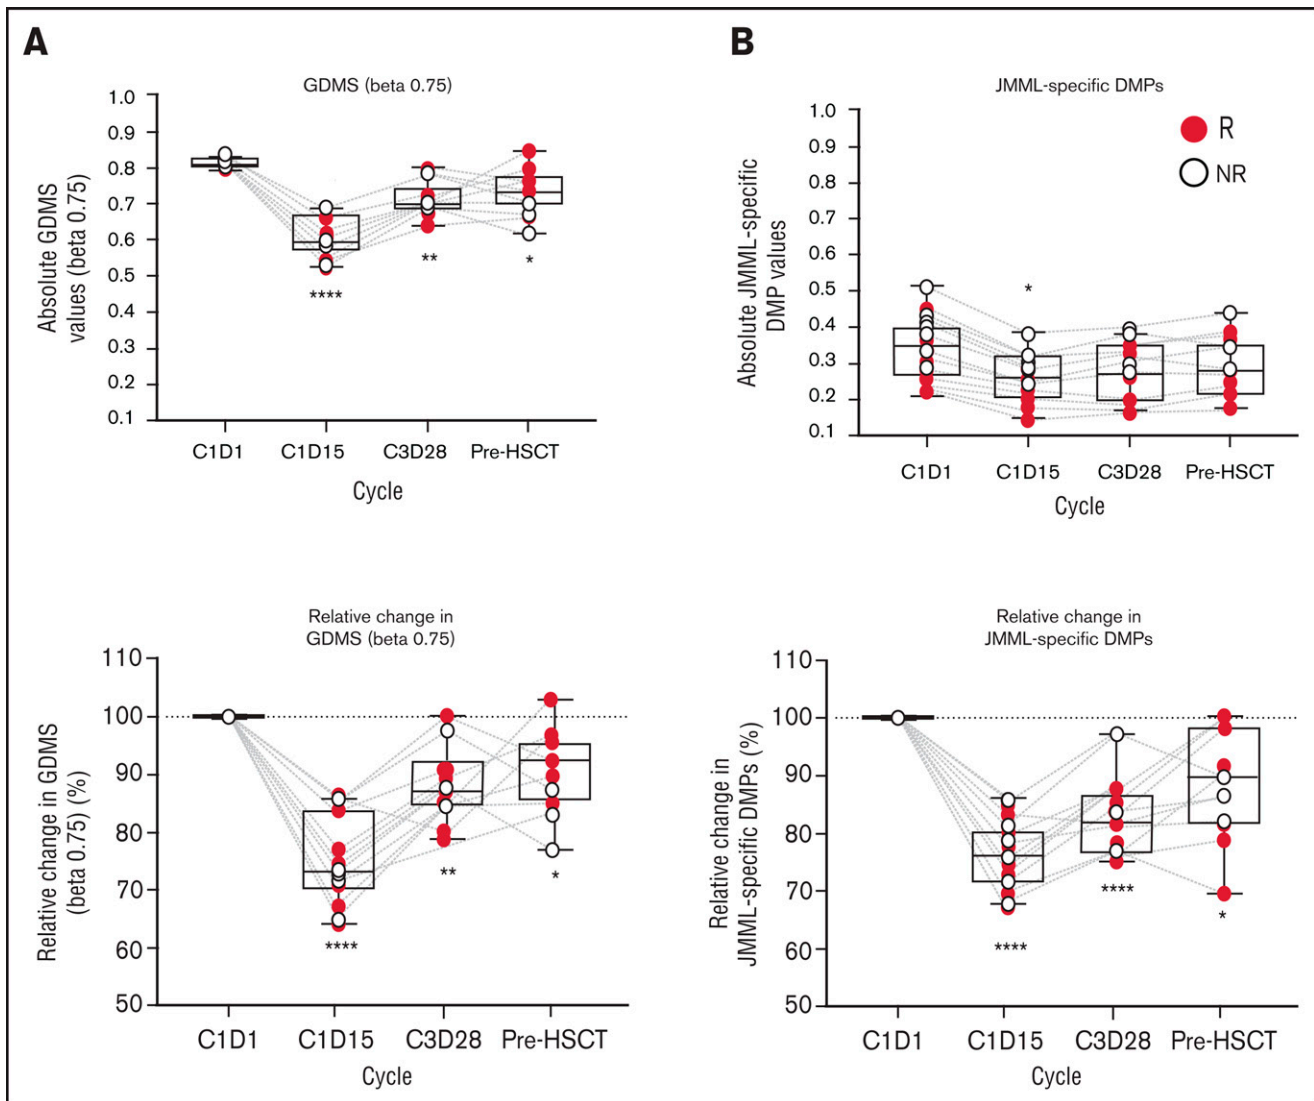 A
GDMS (beta 0.75)
Absolute GDMS
values (beta 0.75)
1.0
0.9
0.8
0.7
0.6
0.5
0.4
0.3
0.2
0.1
****
**
*
C1D1 C1D15 C3D28 Pre-HSCT
Cycle
B
JMML-specific DMPs
R
NR
Absolute JMML-specific
DMP values
1.0
0.9
0.8
0.7
0.6
0.5
0.4
0.3
0.2
0.1
*
C1D1 C1D15 C3D28 Pre-HSCT
Cycle
Relative change in
GDMS (beta 0.75)
Relative change in GDMS
(beta 0.75) (%)
110
100
90
80
70
60
50
****
**
*
C1D1 C1D15 C3D28 Pre-HSCT
Cycle
Relative change in
JMML-specific DMPs
Relative change in
JMML-specific DMPs (%)
110
100
90
80
70
60
50
****
****
*
C1D1 C1D15 C3D28 Pre-HSCT
Cycle